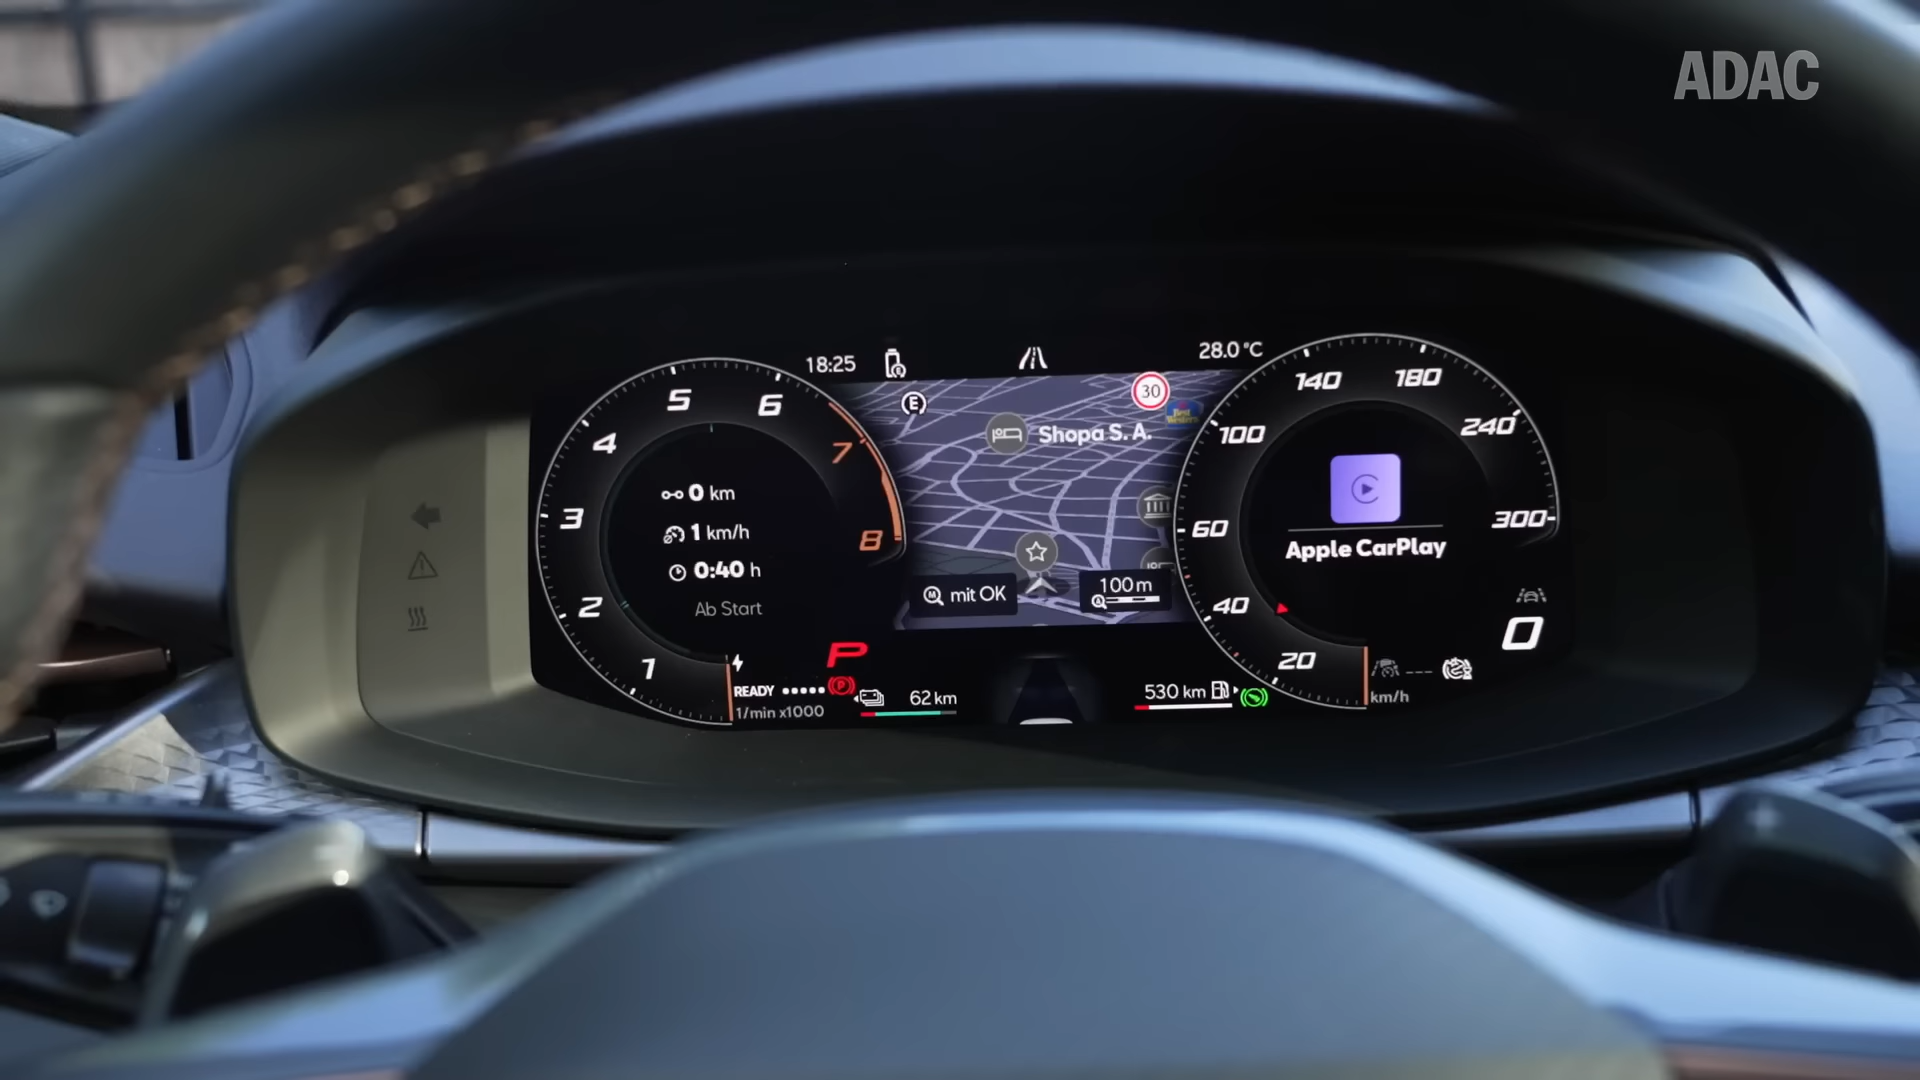 ADAC
18:25
28.0 °C
30
E
Best
Western
Shopa S. A.
5
6
4
7
3
8
2
1
0 km
1 km/h
0:40 h
Ab Start
M mit OK
100 m
A
READY
1/min x1000
P
P
62 km
530 km
140
180
100
240
60
300
40
20
Apple CarPlay
0
km/h